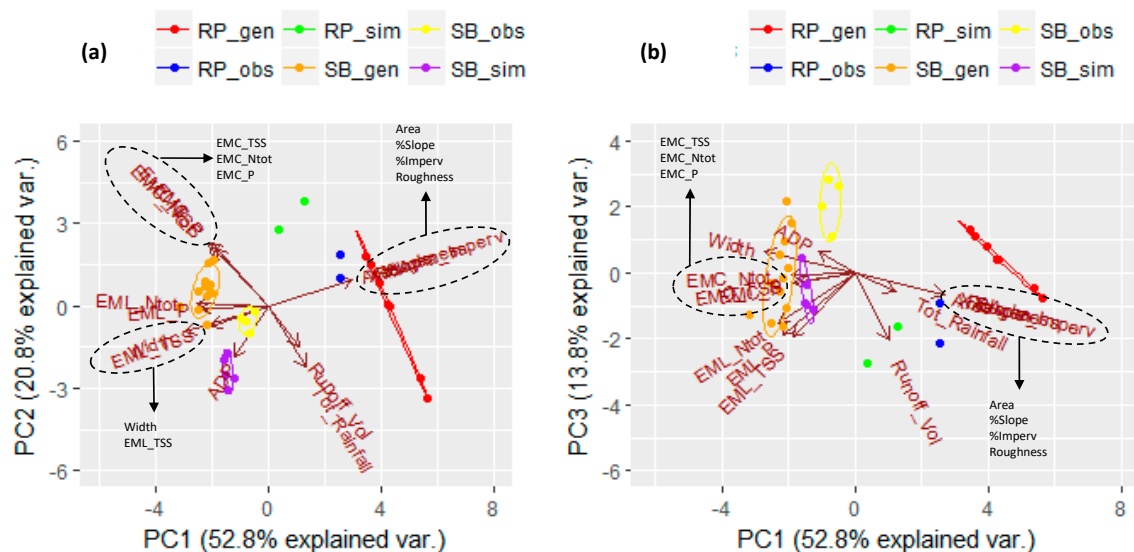 (a)
RP_gen RP_sim SB_obs
RP_obs SB_gen SB_sim
EMC_TSS
EMC_Ntot
EMC_P
Area
%Slope
%Imperv
Roughness
EML_Ntot
EML_P
Width
EML_TSS
ADP
Runoff_Vol
Tot_Rainfall
Width
EML_TSS
PC2 (20.8% explained var.)
6
3
0
-3
-6
-4 0 4 8
PC1 (52.8% explained var.)
(b)
s
RP_gen RP_sim SB_obs
RP_obs SB_gen SB_sim
EMC_TSS
EMC_Ntot
EMC_P
Width
ADP
EMC_Ntot
EML_Ntot
EML_P
EML_TSS
Runoff_Vol
Tot_Rainfall
Area
%Slope
%Imperv
Roughness
PC3 (13.8% explained var.)
4
2
0
-2
-4
-6
-4 0 4 8
PC1 (52.8% explained var.)